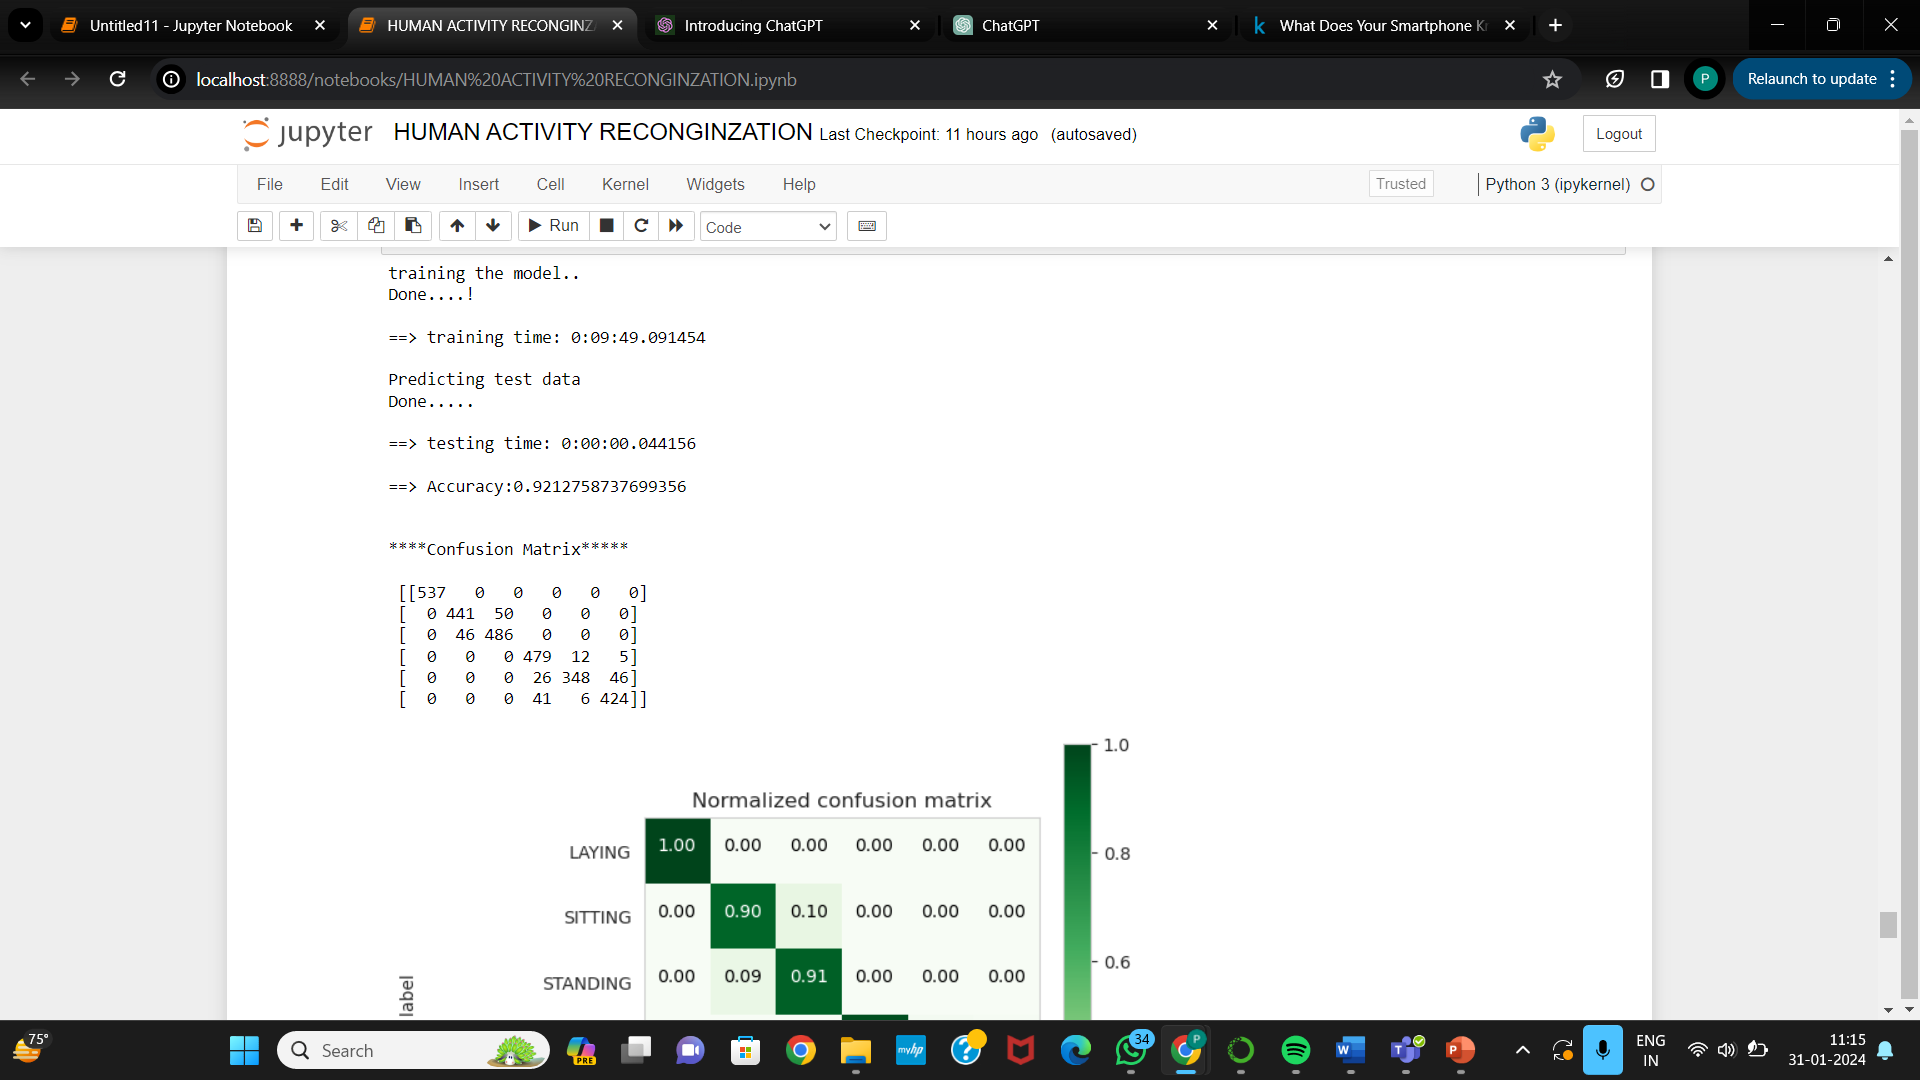 Untitled11 - Jupyter Notebook
HUMAN ACTIVITY RECONGINZ
Introducing ChatGPT
ChatGPT
What Does Your Smartphone K
localhost:8888/notebooks/HUMAN%20ACTIVITY%20RECONGINZATION.ipynb
P
Relaunch to update
jupyter HUMAN ACTIVITY RECONGINZATION Last Checkpoint: 11 hours ago (autosaved)
Logout
File Edit View Insert Cell Kernel Widgets Help
Trusted
Python 3 (ipykernel)
Run
Code
training the model..
Done....!
==> training time: 0:09:49.091454
Predicting test data
Done.....
==> testing time: 0:00:00.044156
==> Accuracy:0.9212758737699356
****Confusion Matrix*****
[[537 0 0 0 0 0]
[ 0 441 50 0 0 0]
[ 0 46 486 0 0 0]
[ 0 0 0 479 12 5]
[ 0 0 0 26 348 46]
[ 0 0 0 41 6 424]]
Normalized confusion matrix
LAYING 1.00 0.00 0.00 0.00 0.00 0.00
SITTING 0.00 0.90 0.10 0.00 0.00 0.00
STANDING 0.00 0.09 0.91 0.00 0.00 0.00
label
1.0
0.8
0.6
75°
Search
PRE
myhp
34
P
ENG
IN
11:15
31-01-2024